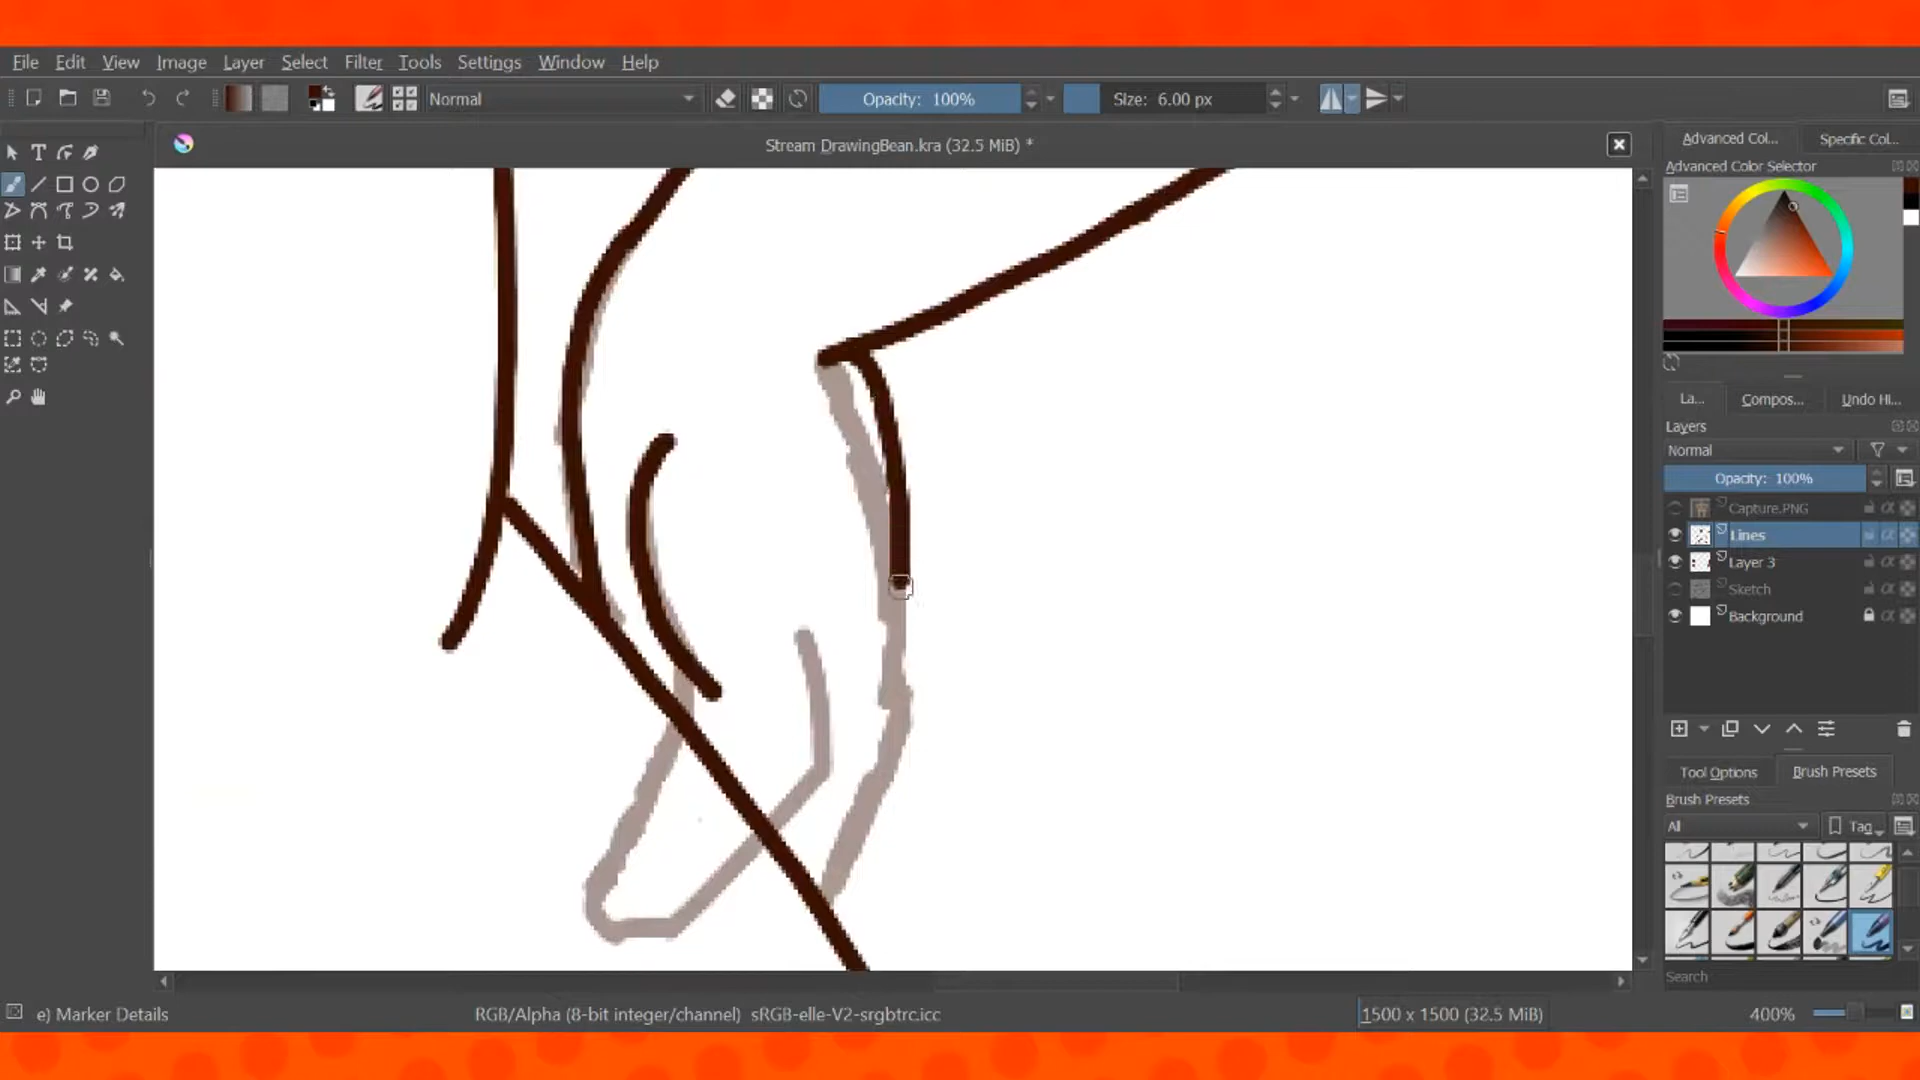 File Edit View Image Layer Select Filter Tools Settings Window Help
Normal Opacity: 100% Size: 6.00 px
Stream DrawingBean.kra (32.5 MiB) *
Advanced Col... Specific Col...
Advanced Color Selector
La... Compos... Undo Hi...
Layers
Normal
Opacity: 100%
Capture.PNG
Lines
Layer 3
Sketch
Background
Tool Options Brush Presets
Brush Presets
All Tag
Search
e) Marker Details RGB/Alpha (8-bit integer/channel) sRGB-elle-V2-srgbtrc.icc 1500 x 1500 (32.5 MiB) 400%